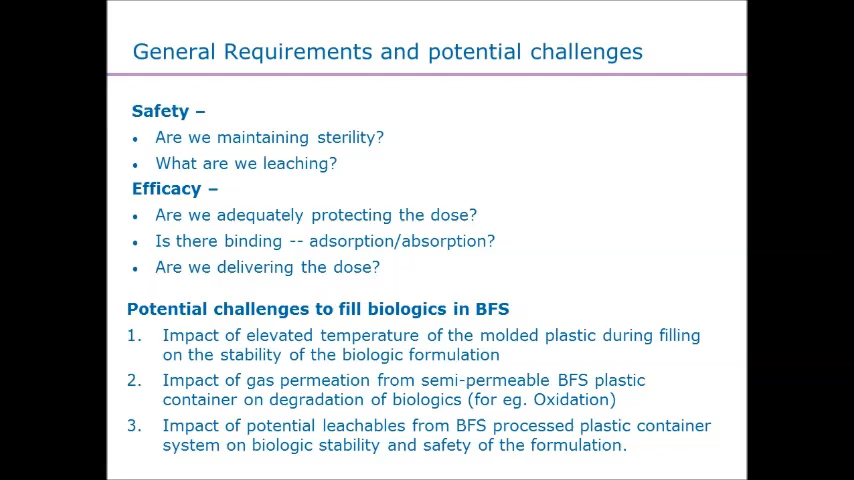 General Requirements and potential challenges
Safety –
• Are we maintaining sterility?
• What are we leaching?
Efficacy –
• Are we adequately protecting the dose?
• Is there binding -- adsorption/absorption?
• Are we delivering the dose?
Potential challenges to fill biologics in BFS
1. Impact of elevated temperature of the molded plastic during filling
on the stability of the biologic formulation
2. Impact of gas permeation from semi-permeable BFS plastic
container on degradation of biologics (for eg. Oxidation)
3. Impact of potential leachables from BFS processed plastic container
system on biologic stability and safety of the formulation.